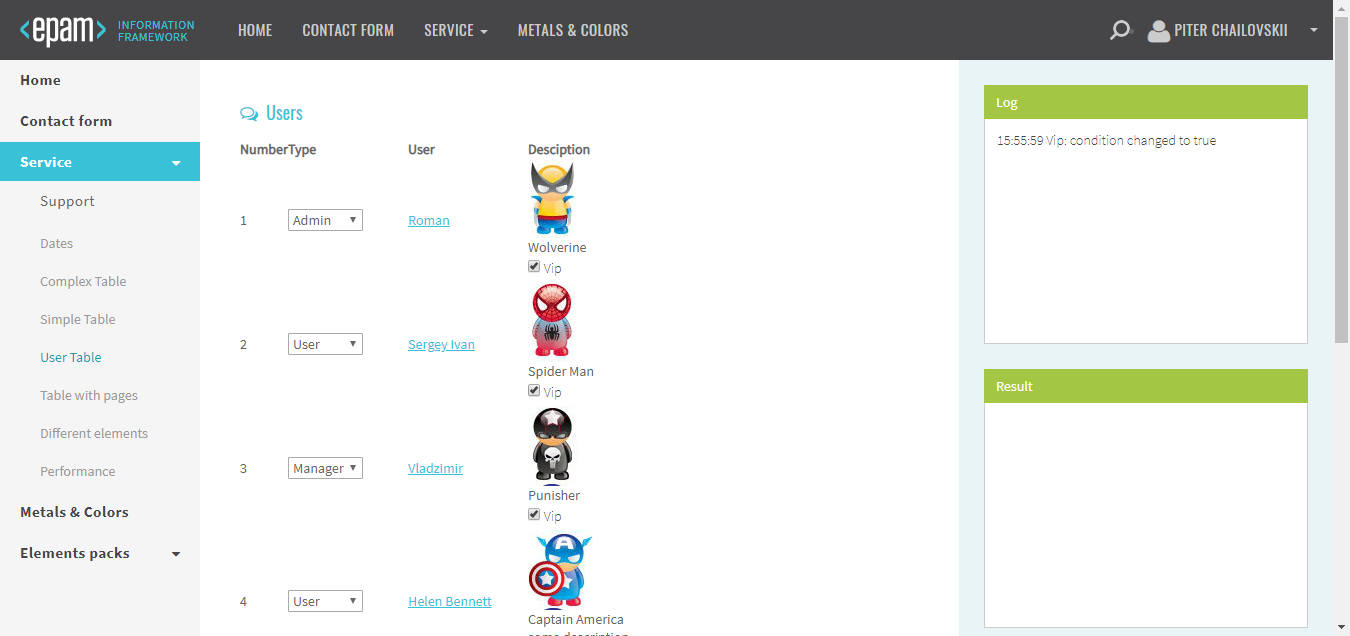 <epam> INFORMATION FRAMEWORK
HOME CONTACT FORM SERVICE METALS & COLORS PITER CHAILOVSKII
Home
Contact form
Service
Support
Dates
Complex Table
Simple Table
User Table
Table with pages
Different elements
Performance
Metals & Colors
Elements packs
Users
Number Type User Desciption
1 Admin Roman
Wolverine
Vip
2 User Sergey Ivan
Spider Man
Vip
3 Manager Vladzimir
Punisher
Vip
4 User Helen Bennett
Captain America
some description
Log
15:55:59 Vip: condition changed to true
Result